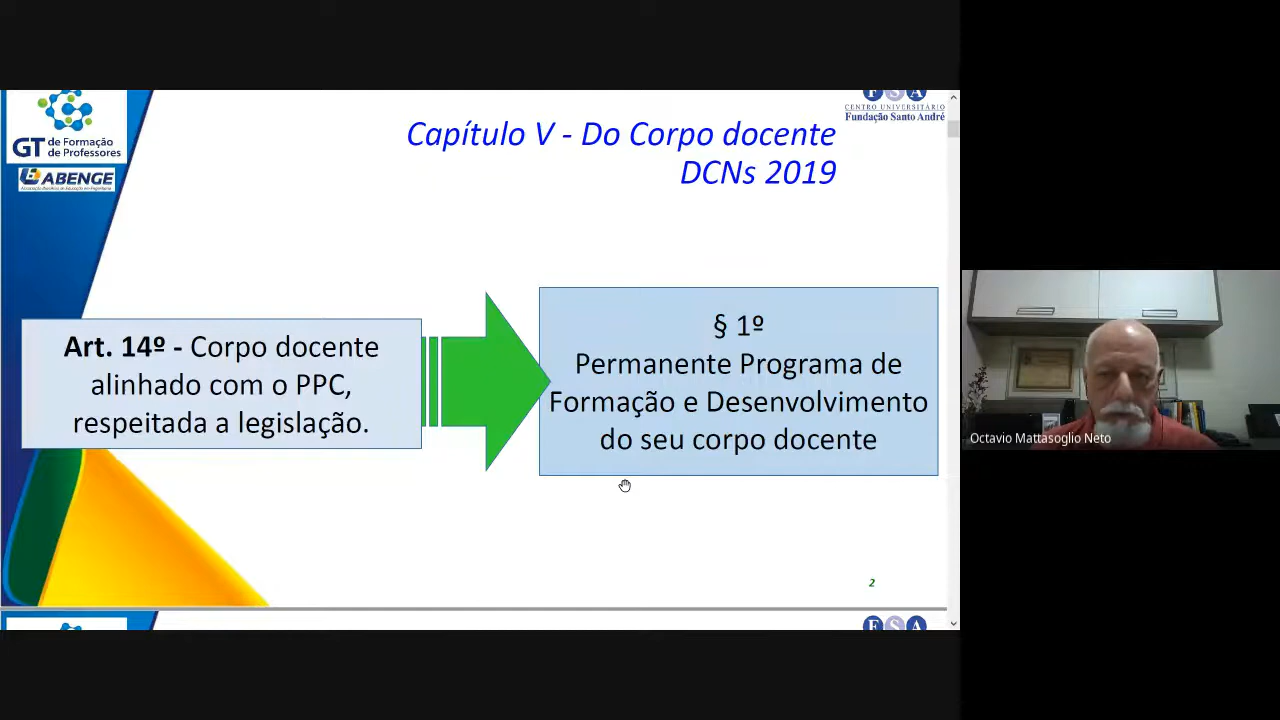 GT de Formação
de Professores
ABENGE
FSA
CENTRO UNIVERSITÁRIO
Fundação Santo André
Capítulo V - Do Corpo docente
DCNs 2019
Art. 14º - Corpo docente
alinhado com o PPC,
respeitada a legislação.
§ 1º
Permanente Programa de
Formação e Desenvolvimento
do seu corpo docente
2
Octavio Mattasoglio Neto
FSA